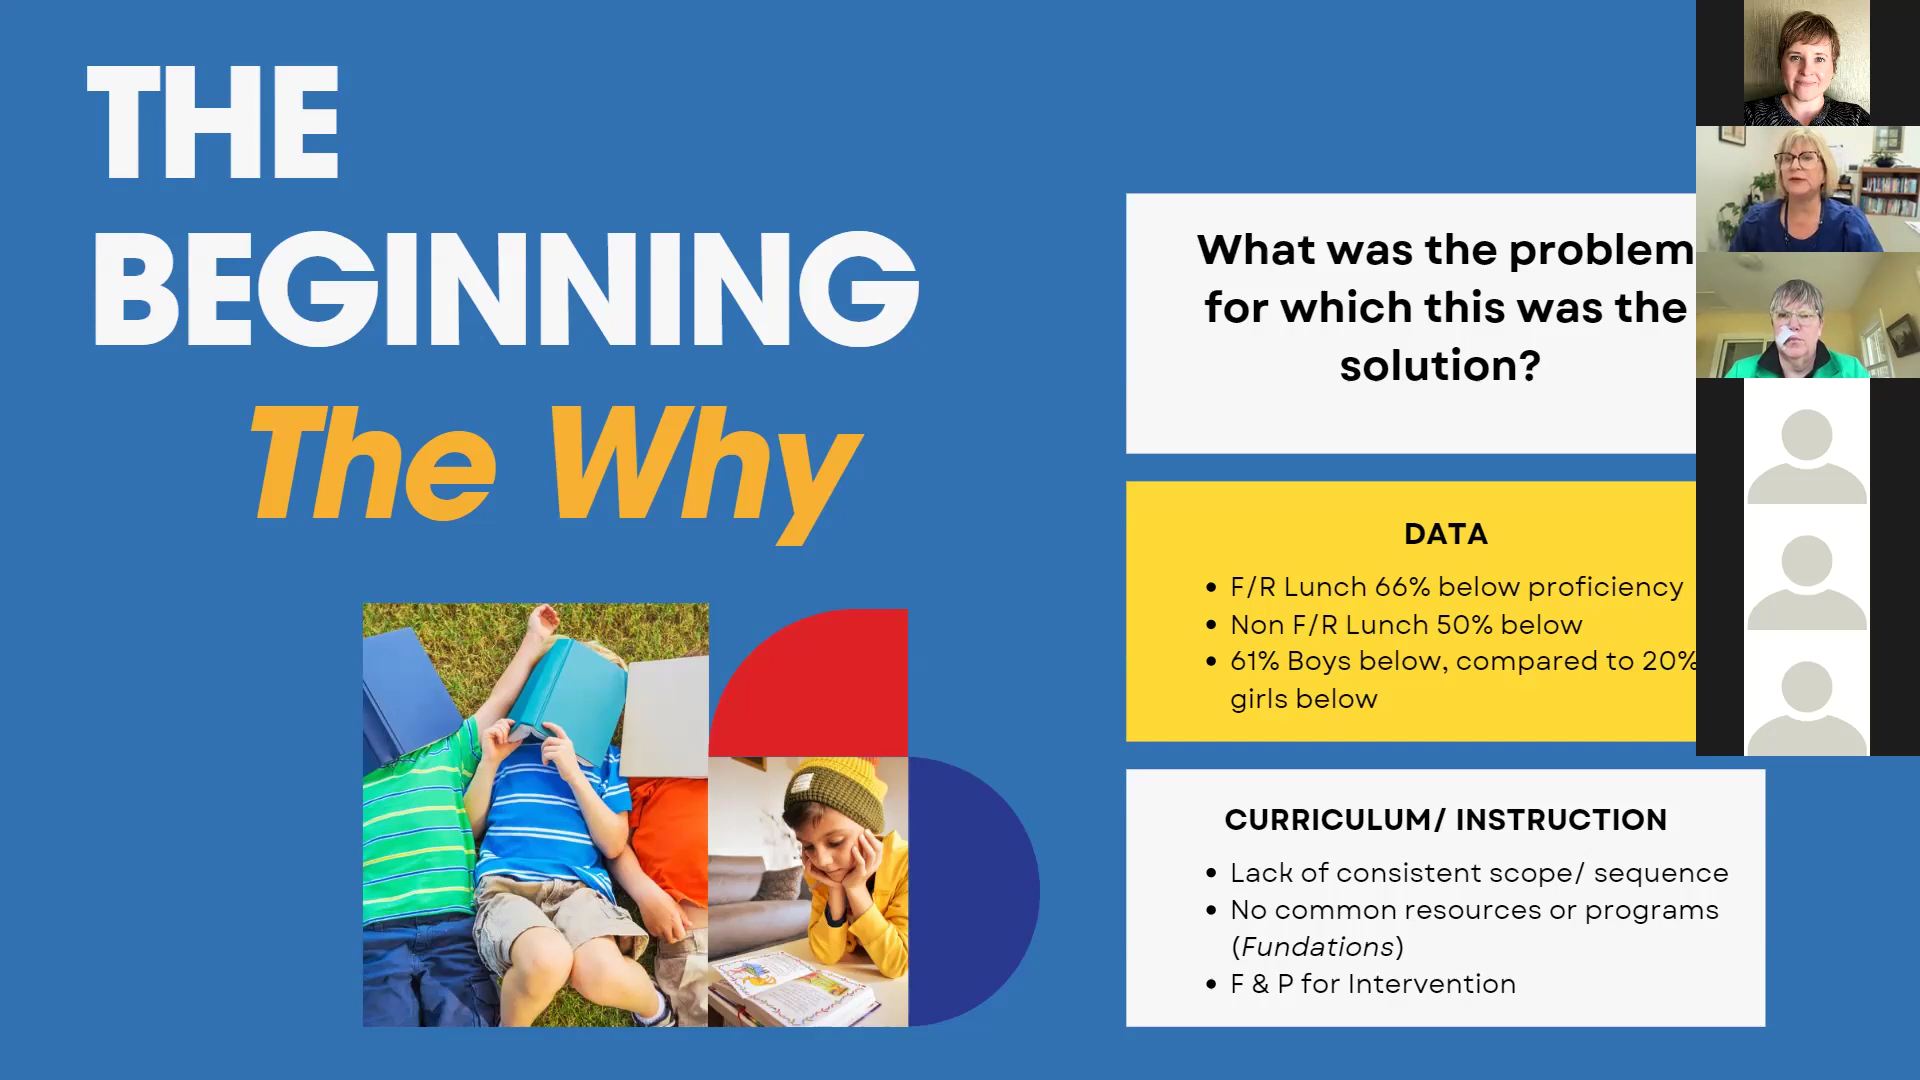 THE
BEGINNING
The Why
What was the problem
for which this was the
solution?
DATA
• F/R Lunch 66% below proficiency
• Non F/R Lunch 50% below
• 61% Boys below, compared to 20%
girls below
CURRICULUM/ INSTRUCTION
• Lack of consistent scope/ sequence
• No common resources or programs
(Fundations)
• F & P for Intervention